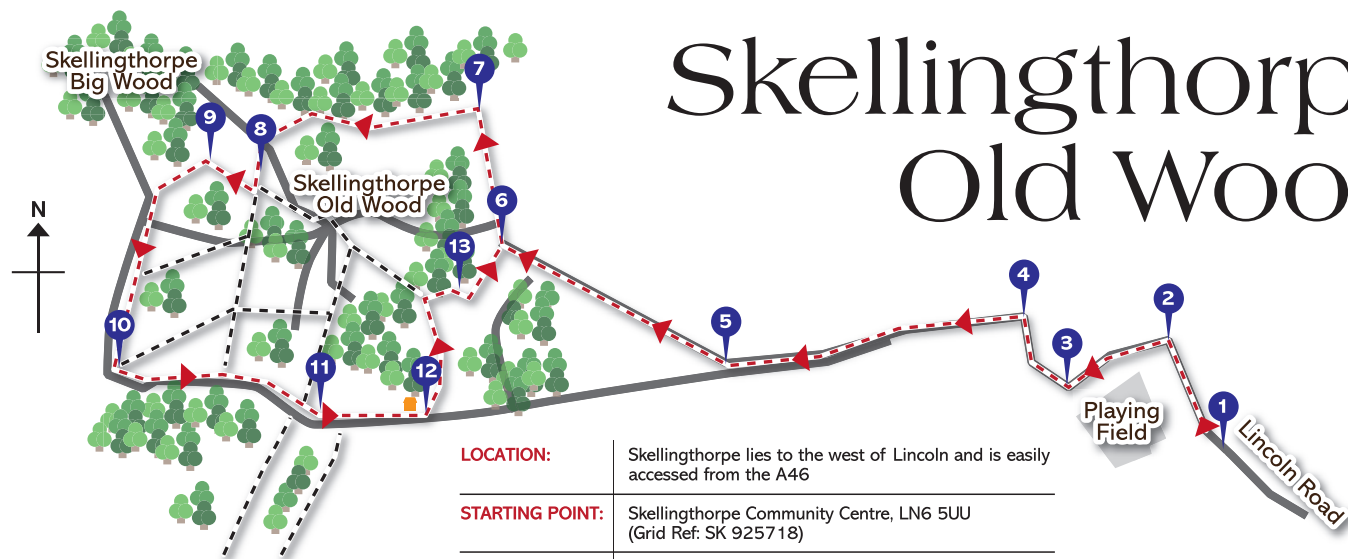 Skellingthorp
Old Woo
Skellingthorpe
Big Wood
7
9
8
Skellingthorpe
Old Wood
N
6
13
4
2
5
3
10
11
12
1
Playing
Field
Lincoln Road
LOCATION:
Skellingthorpe lies to the west of Lincoln and is easily
accessed from the A46
STARTING POINT:
Skellingthorpe Community Centre, LN6 5UU
(Grid Ref: SK 925718)